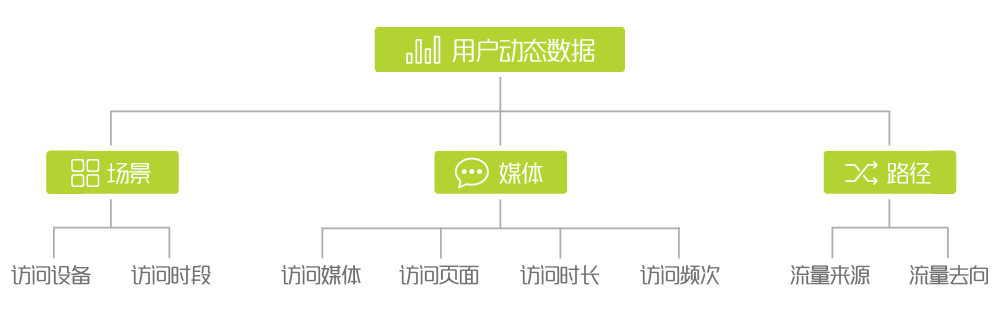 用户动态数据
场景
媒体
路径
访问设备
访问时段
访问媒体
访问页面
访问时长
访问频次
流量来源
流量去向